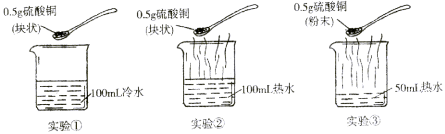 0.5g硫酸铜
(块状)
100mL冷水
实验①
0.5g硫酸铜
(块状)
100mL热水
实验②
0.5g硫酸铜
(粉末)
50mL热水
实验③